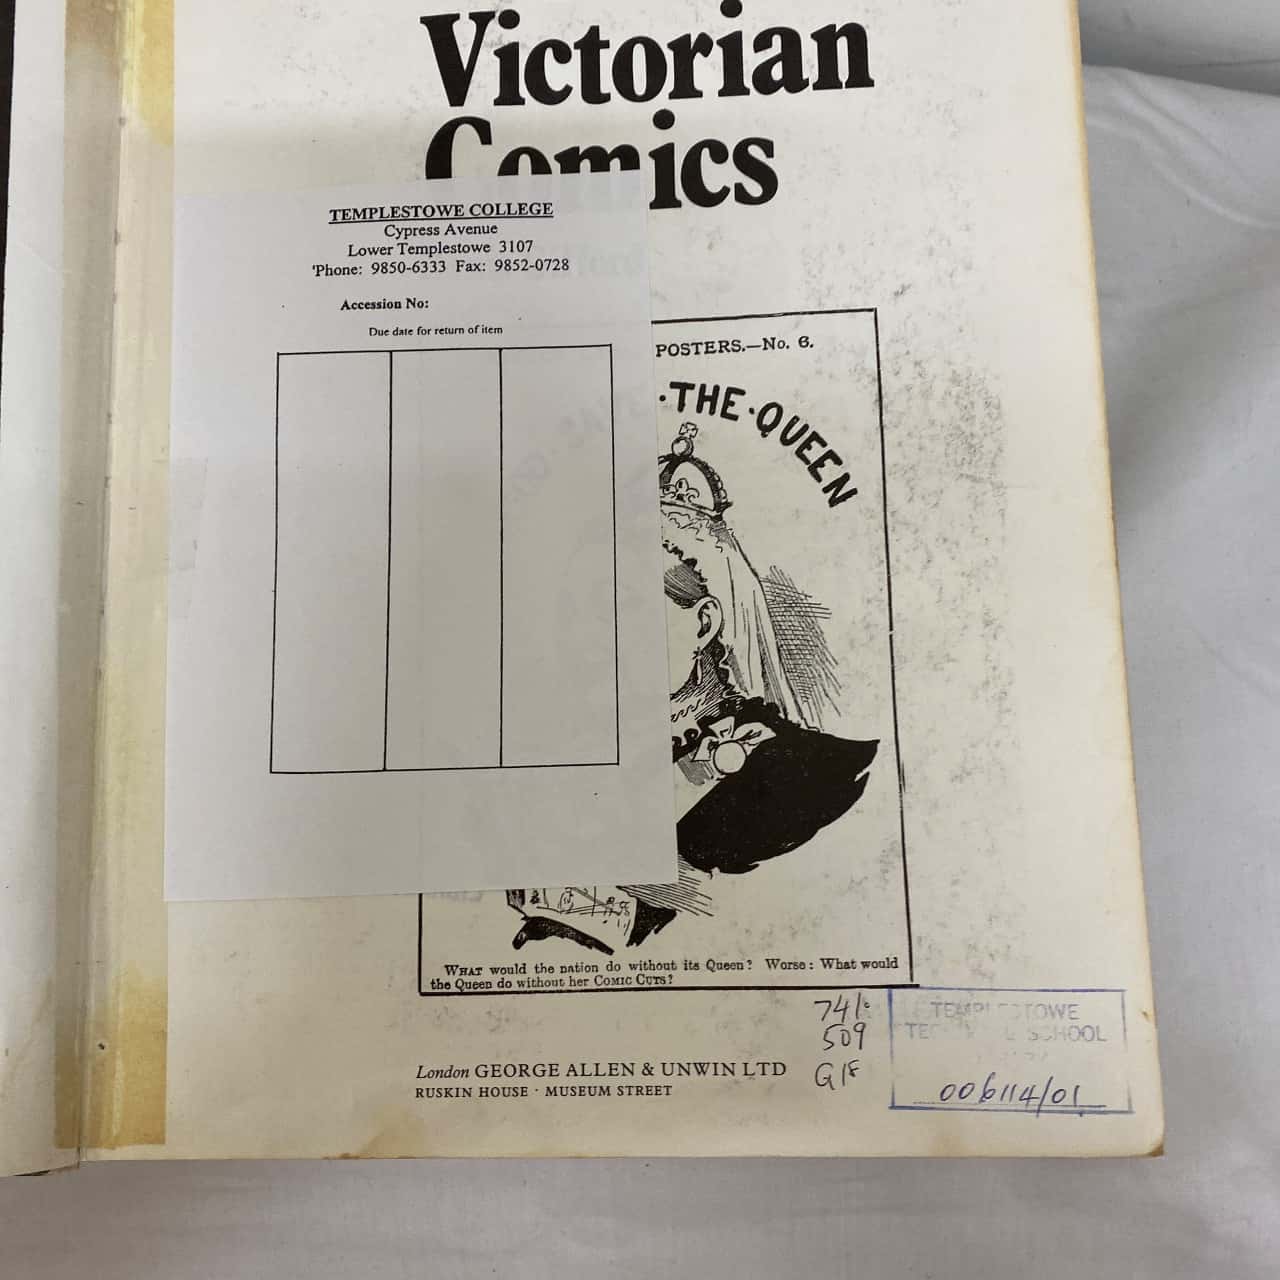 Victorian
Comics
TEMPLESTOWE COLLEGE
Cypress Avenue
Lower Templestowe 3107
'Phone: 9850-6333 Fax: 9852-0728
Accession No:
Due date for return of item
POSTERS.—No. 6.
·THE·QUEEN
WHAT would the nation do without its Queen? Worse: What would
the Queen do without her COMIC CUTS?
741.
509
GIF
TEMPLESTOWE
TECHNICAL SCHOOL
006114/01
London GEORGE ALLEN & UNWIN LTD
RUSKIN HOUSE · MUSEUM STREET